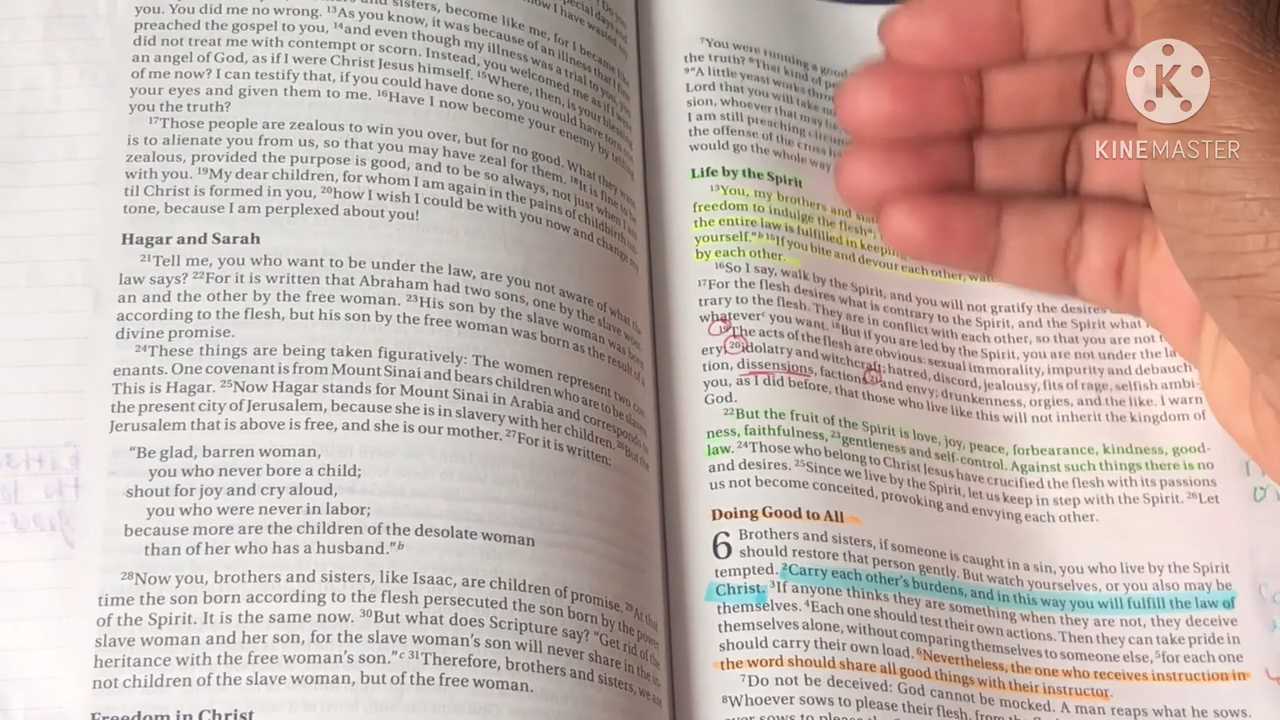 sisters, become like me, for I became
you. You did me no wrong. 13As you know, it was because of an illness that I first
preached the gospel to you, 14and even though my illness was a trial to you, you
did not treat me with contempt or scorn. Instead, you welcomed me as if I were
an angel of God, as if I were Christ Jesus himself. 15Where, then, is your blessing
of me now? I can testify that, if you could have done so, you would have torn out
your eyes and given them to me. 16Have I now become your enemy by telling
you the truth?
17Those people are zealous to win you over, but for no good. What they want
is to alienate you from us, so that you may have zeal for them. 18It is fine to be
zealous, provided the purpose is good, and to be so always, not just when I am
with you. 19My dear children, for whom I am again in the pains of childbirth un-
til Christ is formed in you, 20how I wish I could be with you now and change my
tone, because I am perplexed about you!
Hagar and Sarah
21Tell me, you who want to be under the law, are you not aware of what the
law says? 22For it is written that Abraham had two sons, one by the slave wom-
an and the other by the free woman. 23His son by the slave woman was born
according to the flesh, but his son by the free woman was born as the result of a
divine promise.
24These things are being taken figuratively: The women represent two cov-
enants. One covenant is from Mount Sinai and bears children who are to be slaves:
This is Hagar. 25Now Hagar stands for Mount Sinai in Arabia and corresponds to
the present city of Jerusalem, because she is in slavery with her children. 26But the
Jerusalem that is above is free, and she is our mother. 27For it is written:
“Be glad, barren woman,
you who never bore a child;
shout for joy and cry aloud,
you who were never in labor;
because more are the children of the desolate woman
than of her who has a husband.”b
28Now you, brothers and sisters, like Isaac, are children of promise. 29At that
time the son born according to the flesh persecuted the son born by the power
of the Spirit. It is the same now. 30But what does Scripture say? “Get rid of the
slave woman and her son, for the slave woman’s son will never share in the in-
heritance with the free woman’s son.”c 31Therefore, brothers and sisters, we are
not children of the slave woman, but of the free woman.
Freedom in Christ
7You were running a good
the truth? 8That kind of
9“A little yeast works
Lord that you will take no
sion, whoever that may be,
I am still preaching
the offense of the cross
would go the whole way
Life by the Spirit
13You, my brothers and
freedom to indulge the flesha;
the entire law is fulfilled in keeping
yourself.”b 15If you bite and devour each other,
by each other.
16So I say, walk by the Spirit, and you will not gratify the desires
17For the flesh desires what is contrary to the Spirit, and the Spirit what
trary to the flesh. They are in conflict with each other, so that you are not
whateverc you want. 18But if you are led by the Spirit, you are not under the
19The acts of the flesh are obvious: sexual immorality, impurity and debauch-
ery; 20idolatry and witchcraft; hatred, discord, jealousy, fits of rage, selfish ambi-
tion, dissensions, factions 21and envy; drunkenness, orgies, and the like. I warn
you, as I did before, that those who live like this will not inherit the kingdom of
God.
22But the fruit of the Spirit is love, joy, peace, forbearance, kindness, good-
ness, faithfulness, 23gentleness and self-control. Against such things there is no
law. 24Those who belong to Christ Jesus have crucified the flesh with its passions
and desires. 25Since we live by the Spirit, let us keep in step with the Spirit. 26Let
us not become conceited, provoking and envying each other.
Doing Good to All
6 Brothers and sisters, if someone is caught in a sin, you who live by the Spirit
should restore that person gently. But watch yourselves, or you also may be
tempted. 2Carry each other’s burdens, and in this way you will fulfill the law of
Christ. 3If anyone thinks they are something when they are not, they deceive
themselves. 4Each one should test their own actions. Then they can take pride in
themselves alone, without comparing themselves to someone else, 5for each one
should carry their own load. 6Nevertheless, the one who receives instruction in
the word should share all good things with their instructor.
7Do not be deceived: God cannot be mocked. A man reaps what he sows.
8Whoever sows to please their flesh, from the
K
KINEMASTER